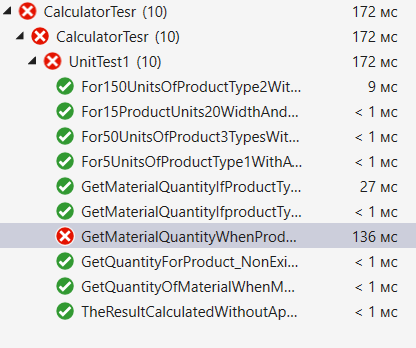 CalculatorTesr (10) 172 мс
CalculatorTesr (10) 172 мс
UnitTest1 (10) 172 мс
For150UnitsOfProductType2Wit... 9 мс
For15ProductUnits20WidthAnd... < 1 мс
For50UnitsOfProduct3TypesWit... < 1 мс
For5UnitsOfProductType1WithA... < 1 мс
GetMaterialQuantityIfProductTy... 27 мс
GetMaterialQuantityIfproductTy... < 1 мс
GetMaterialQuantityWhenProd... 136 мс
GetQuantityForProduct_NonExi... < 1 мс
GetQuantityOfMaterialWhenM... < 1 мс
TheResultCalculatedWithoutAp... < 1 мс